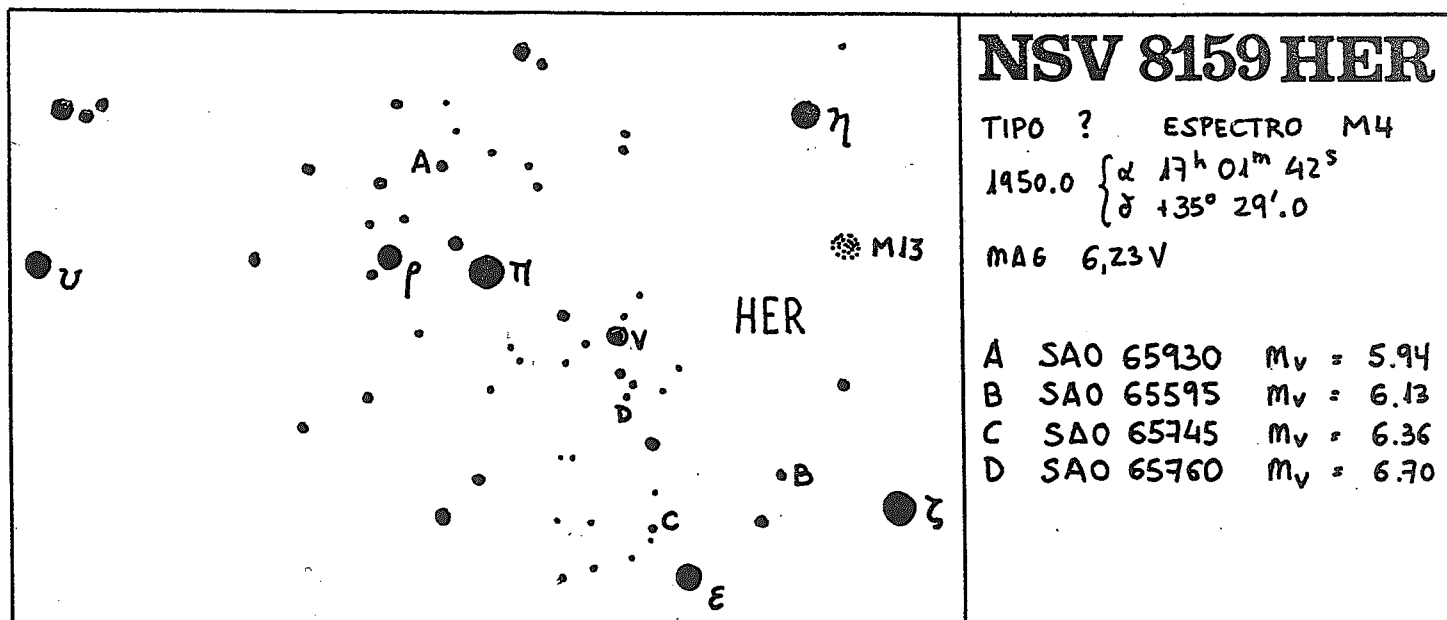 NSV 8159 HER
TIPO ? ESPECTRO M4
1950.0 { α 17h 01m 42s
δ +35° 29'.0
MAG 6,23 V
A SAO 65930 mv = 5.94
B SAO 65595 mv = 6.13
C SAO 65745 mv = 6.36
D SAO 65760 mv = 6.70
η
A
M13
υ
ρ
π
HER
V
D
B
ζ
C
ε